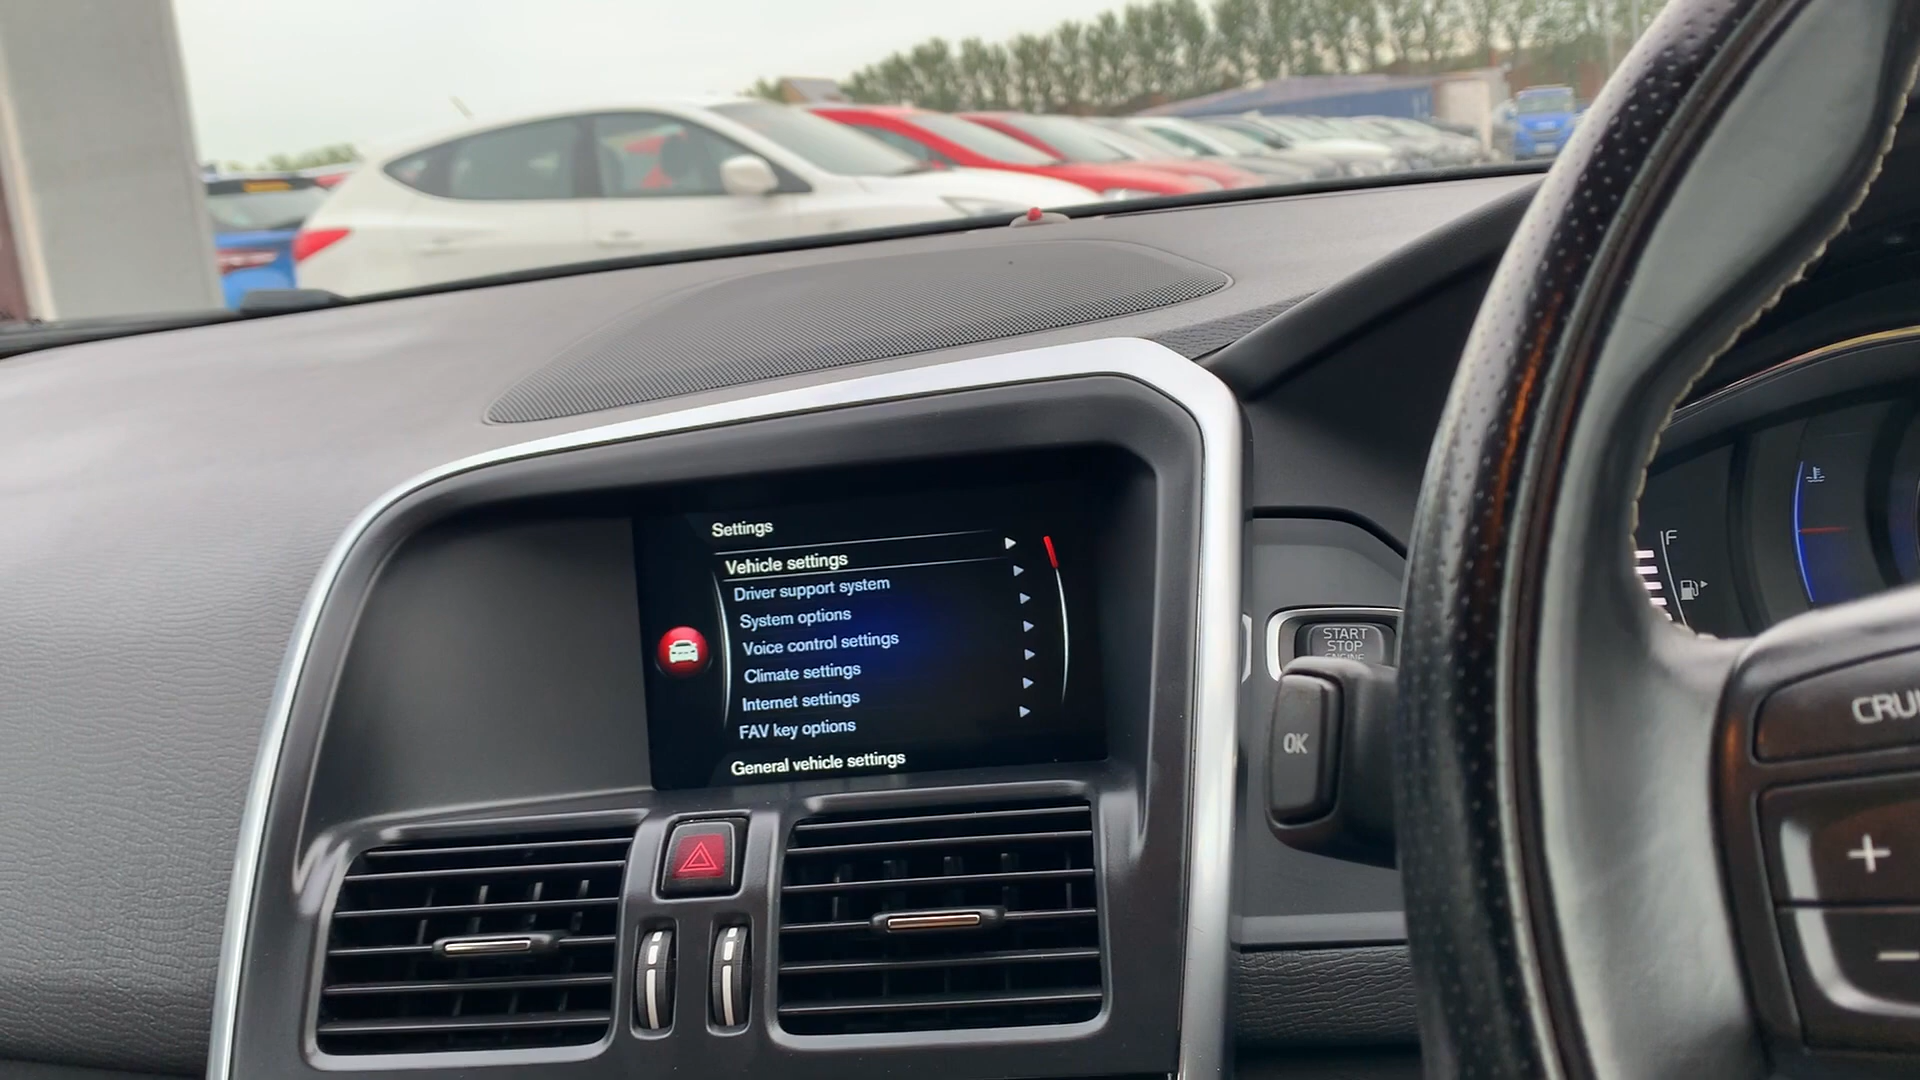 Settings
Vehicle settings
Driver support system
System options
Voice control settings
Climate settings
Internet settings
FAV key options
General vehicle settings
START
STOP
ENGINE
OK
F
CRU
+
−